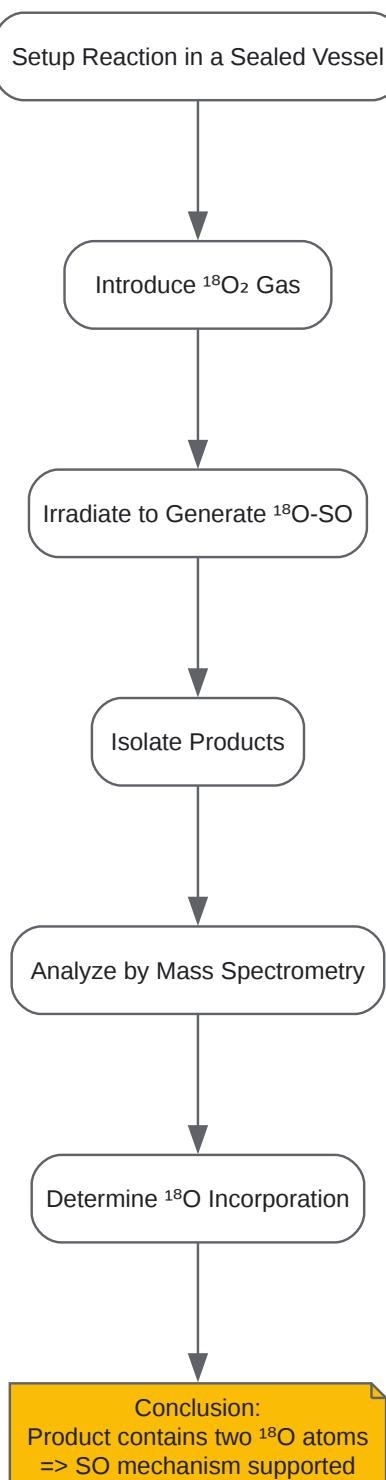 Setup Reaction in a Sealed Vessel
Introduce ¹⁸O₂ Gas
Irradiate to Generate ¹⁸O-SO
Isolate Products
Analyze by Mass Spectrometry
Determine ¹⁸O Incorporation
Conclusion:
Product contains two ¹⁸O atoms
=> SO mechanism supported